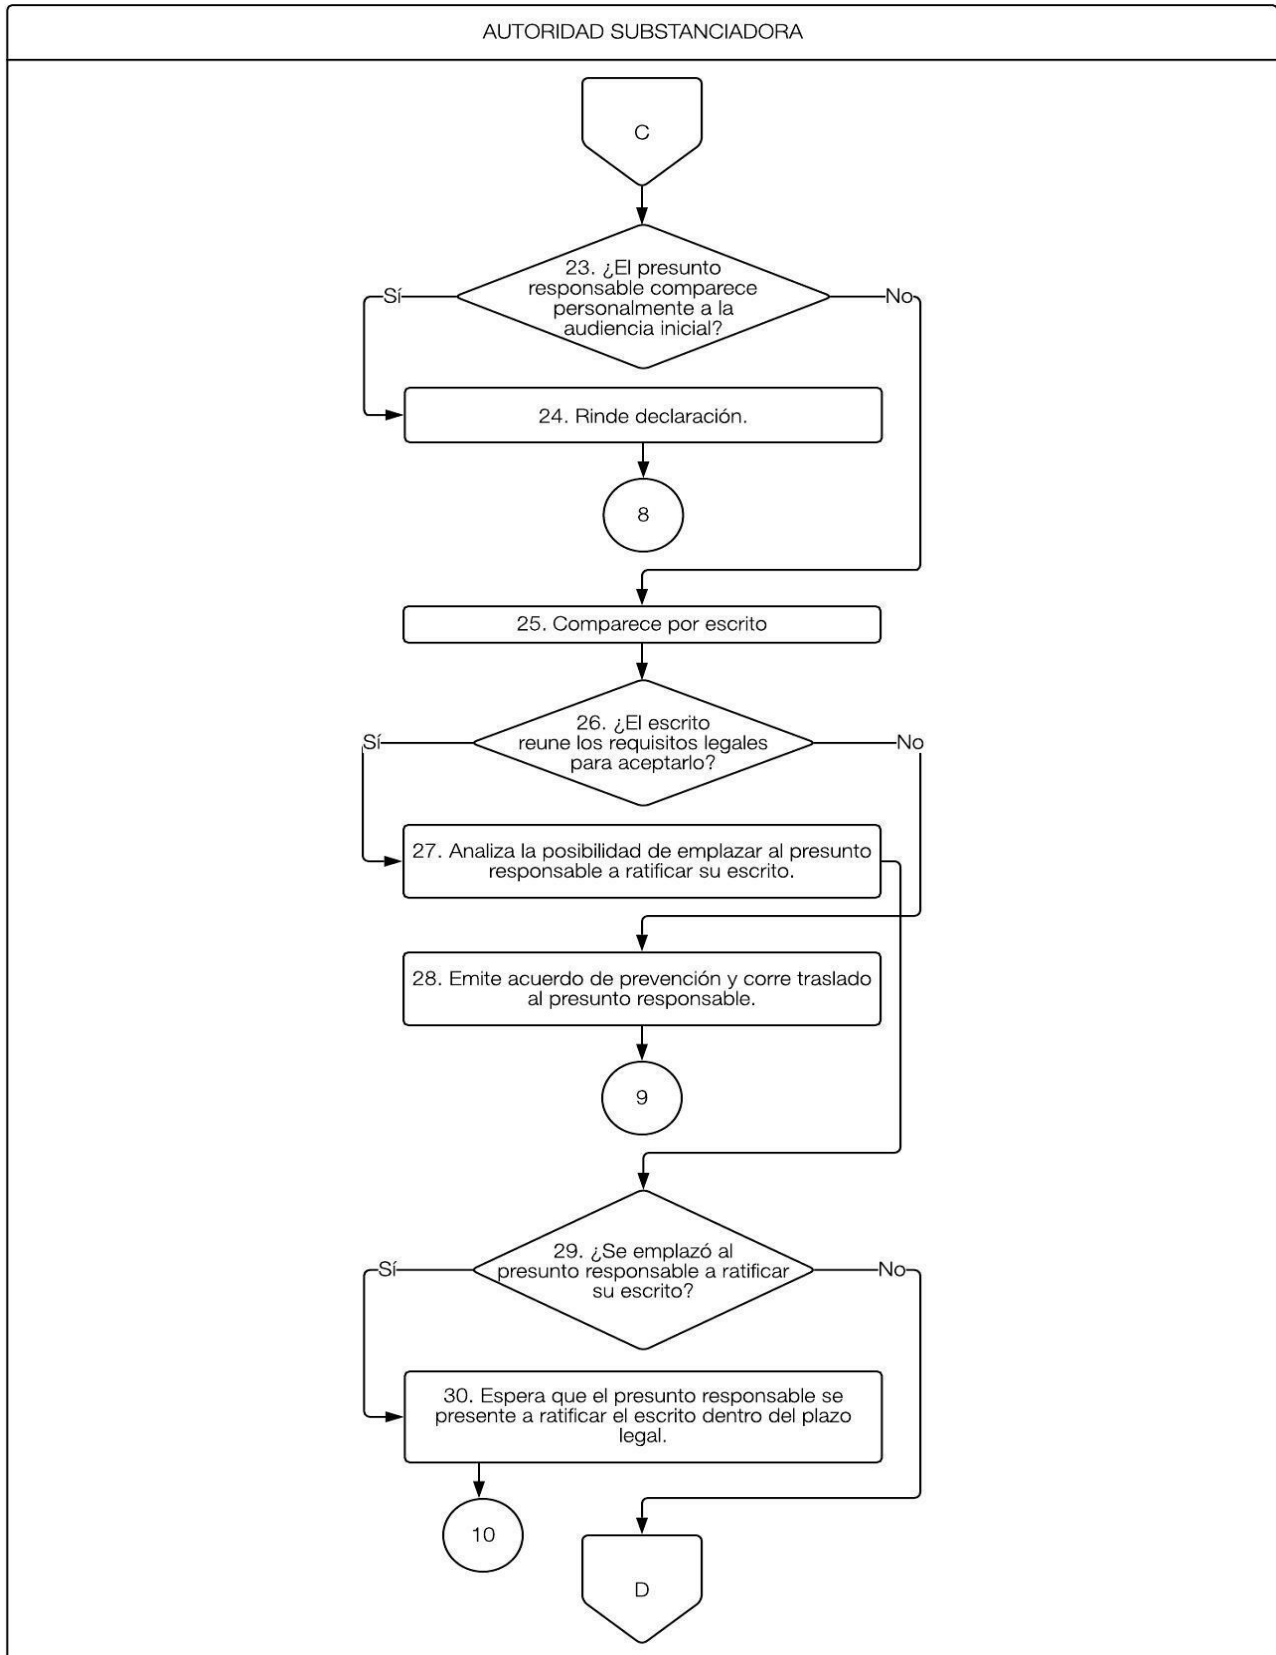 AUTORIDAD SUBSTANCIADORA
C
23. ¿El presunto
responsable comparece
personalmente a la
audiencia inicial?
Sí
No
24. Rinde declaración.
8
25. Comparece por escrito
26. ¿El escrito
reune los requisitos legales
para aceptarlo?
Sí
No
27. Analiza la posibilidad de emplazar al presunto
responsable a ratificar su escrito.
28. Emite acuerdo de prevención y corre traslado
al presunto responsable.
9
29. ¿Se emplazó al
presunto responsable a ratificar
su escrito?
Sí
No
30. Espera que el presunto responsable se
presente a ratificar el escrito dentro del plazo
legal.
10
D